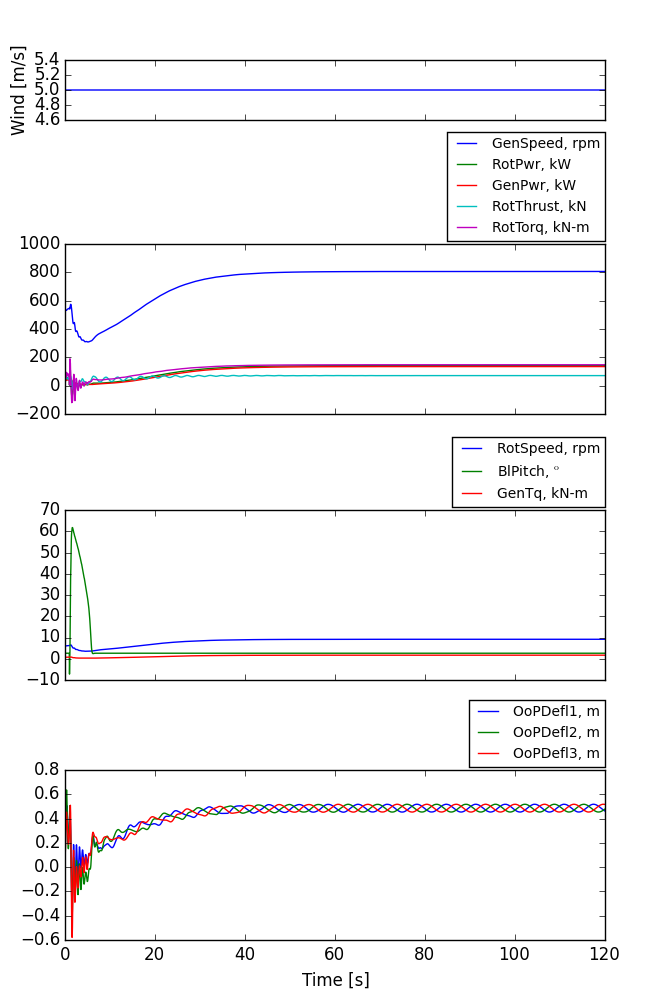 Wind [m/s]
5.4
5.2
5.0
4.8
4.6
GenSpeed, rpm
RotPwr, kW
GenPwr, kW
RotThrust, kN
RotTorq, kN-m
1000
800
600
400
200
0
−200
RotSpeed, rpm
BlPitch, °
GenTq, kN-m
70
60
50
40
30
20
10
0
−10
OoPDefl1, m
OoPDefl2, m
OoPDefl3, m
0.8
0.6
0.4
0.2
0.0
−0.2
−0.4
−0.6
0 20 40 60 80 100 120
Time [s]